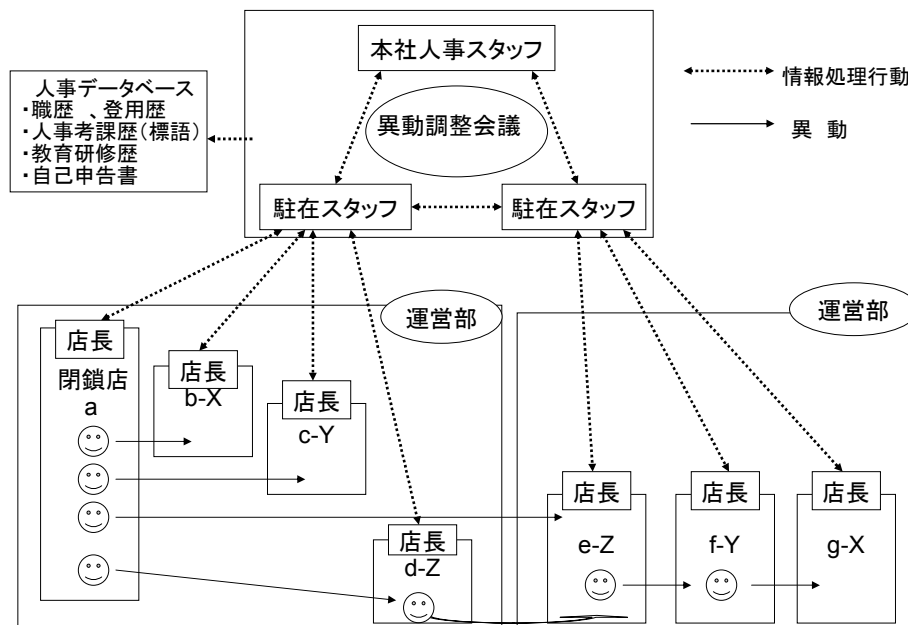 本社人事スタッフ
人事データベース
・職歴 、登用歴
・人事考課歴（標語）
・教育研修歴
・自己申告書
異動調整会議
情報処理行動
異 動
駐在スタッフ
駐在スタッフ
運営部
運営部
店長
閉鎖店
a
店長
b-X
店長
c-Y
店長
d-Z
店長
e-Z
店長
f-Y
店長
g-X